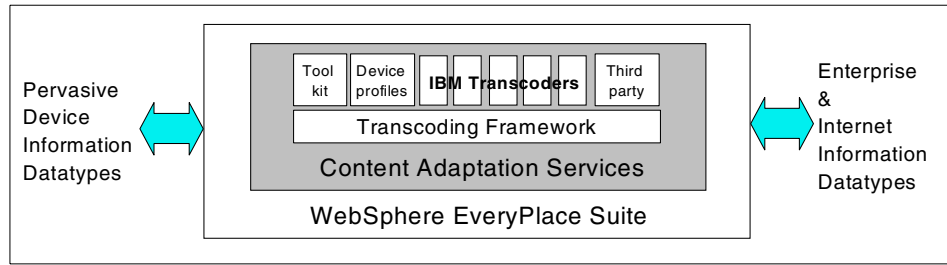 Pervasive
Device
Information
Datatypes
Tool
kit
Device
profiles
IBM Transcoders
Third
party
Transcoding Framework
Content Adaptation Services
WebSphere EveryPlace Suite
Enterprise
&
Internet
Information
Datatypes